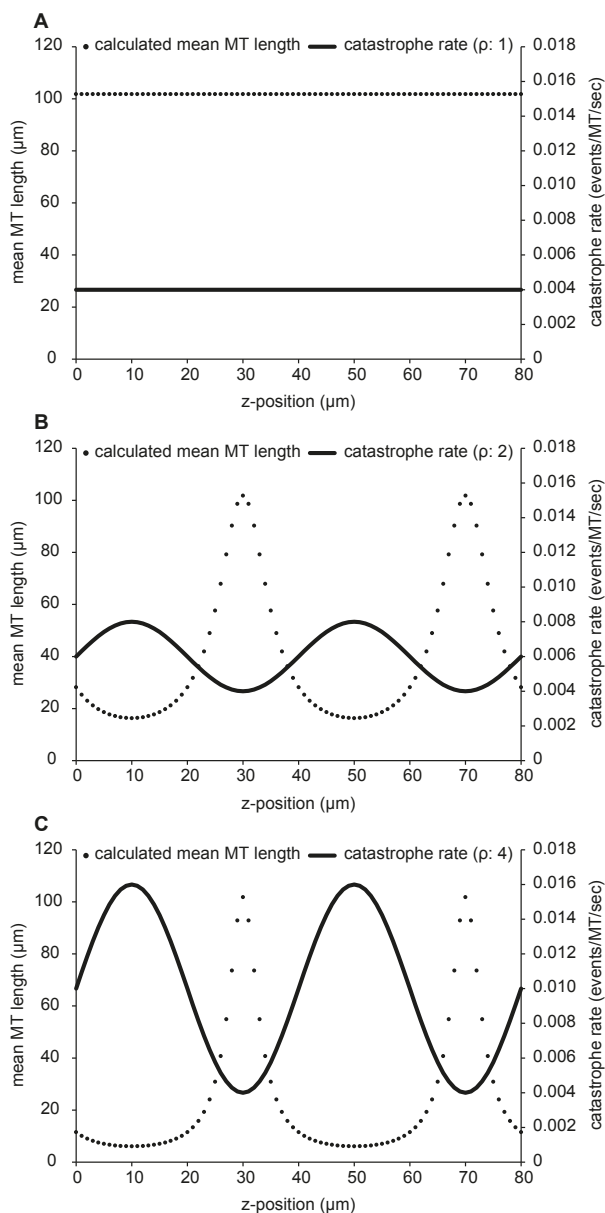 A
calculated mean MT length catastrophe rate (ρ: 1)
mean MT length (µm)
120
100
80
60
40
20
0
0.018
0.016
0.014
0.012
0.010
0.008
0.006
0.004
0.002
0
catastrophe rate (events/MT/sec)
0 10 20 30 40 50 60 70 80
z-position (µm)
B
calculated mean MT length catastrophe rate (ρ: 2)
mean MT length (µm)
120
100
80
60
40
20
0
0.018
0.016
0.014
0.012
0.010
0.008
0.006
0.004
0.002
0
catastrophe rate (events/MT/sec)
0 10 20 30 40 50 60 70 80
z-position (µm)
C
calculated mean MT length catastrophe rate (ρ: 4)
mean MT length (µm)
120
100
80
60
40
20
0
0.018
0.016
0.014
0.012
0.010
0.008
0.006
0.004
0.002
0
catastrophe rate (events/MT/sec)
0 10 20 30 40 50 60 70 80
z-position (µm)